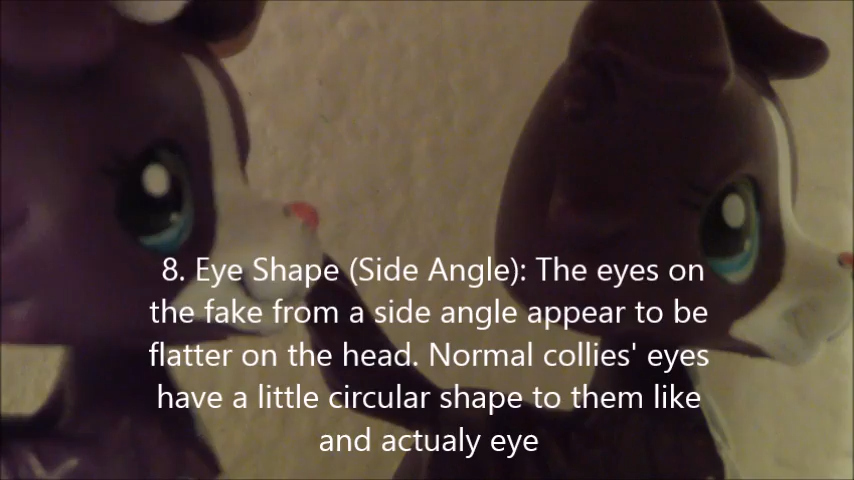 8. Eye Shape (Side Angle): The eyes on
the fake from a side angle appear to be
flatter on the head. Normal collies' eyes
have a little circular shape to them like
and actualy eye